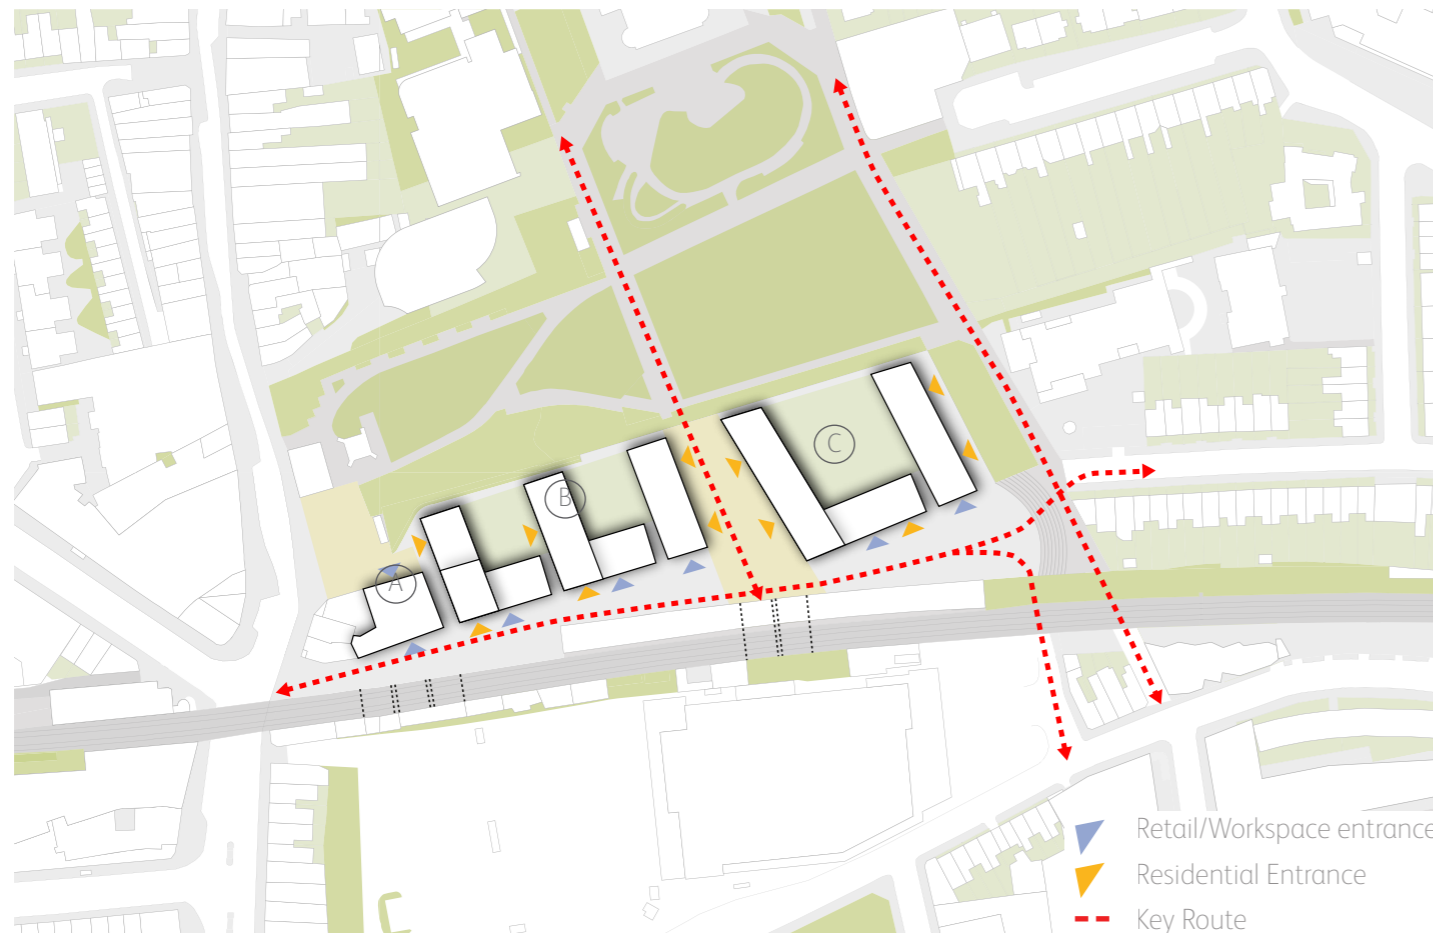 C
B
A
Retail/Workspace entrance
Residential Entrance
Key Route